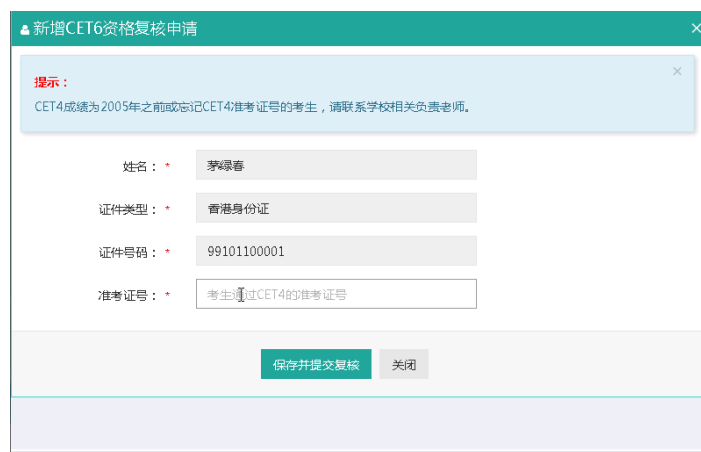 新增CET6资格复核申请
提示：
CET4成绩为2005年之前或忘记CET4准考证号的考生，请联系学校相关负责老师。
姓名： * 茅绿春
证件类型： * 香港身份证
证件号码： * 99101100001
准考证号： * 考生通过CET4的准考证号
保存并提交复核 关闭